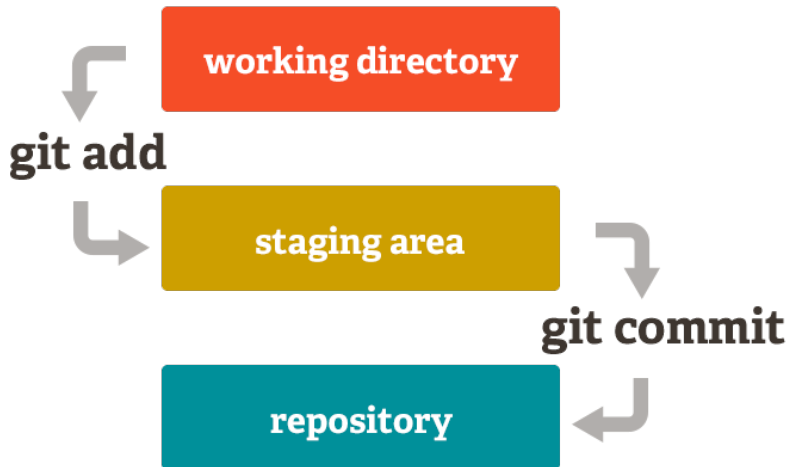 working directory
git add
staging area
git commit
repository